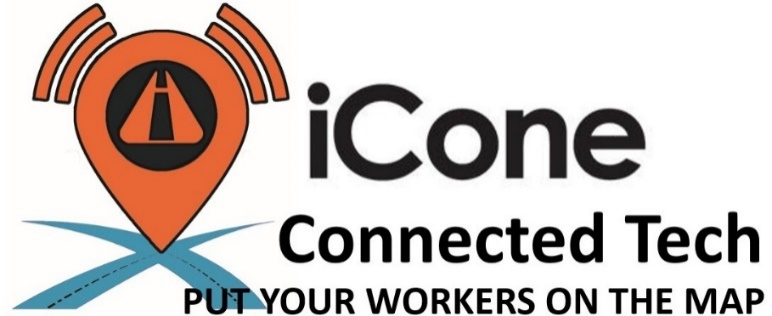 iCone
Connected Tech
PUT YOUR WORKERS ON THE MAP